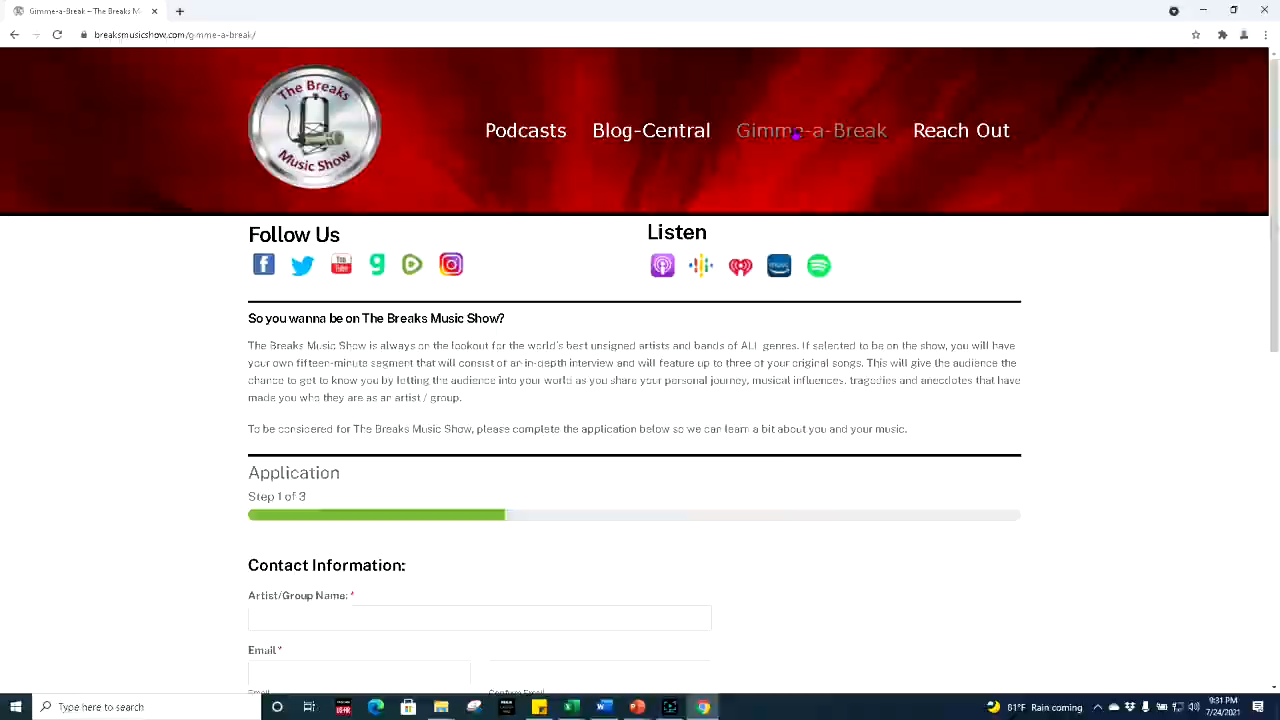 Gimme-a-Break – The Breaks M
breaksmusicshow.com/gimme-a-break/
The Breaks
Music Show
Podcasts
Blog-Central
Gimme-a-Break
Reach Out
Follow Us
Listen
So you wanna be on The Breaks Music Show?
The Breaks Music Show is always on the lookout for the world's best unsigned artists and bands of ALL genres. If selected to be on the show, you will have
your own fifteen-minute segment that will consist of an in-depth interview and will feature up to three of your original songs. This will give the audience the
chance to get to know you by letting the audience into your world as you share your personal journey, musical influences, tragedies and anecdotes that have
made you who they are as an artist / group.
To be considered for The Breaks Music Show, please complete the application below so we can learn a bit about you and your music.
Application
Step 1 of 3
Contact Information:
Artist/Group Name: *
Email *
Email
Confirm Email
Type here to search
81°F Rain coming
9:31 PM
7/24/2021